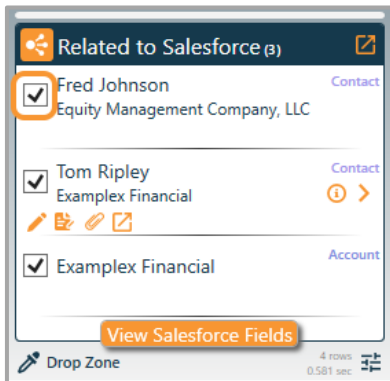 Related to Salesforce (3)
Fred Johnson Contact
Equity Management Company, LLC
Tom Ripley Contact
Examplex Financial
Examplex Financial Account
View Salesforce Fields
Drop Zone 4 rows
0.581 sec